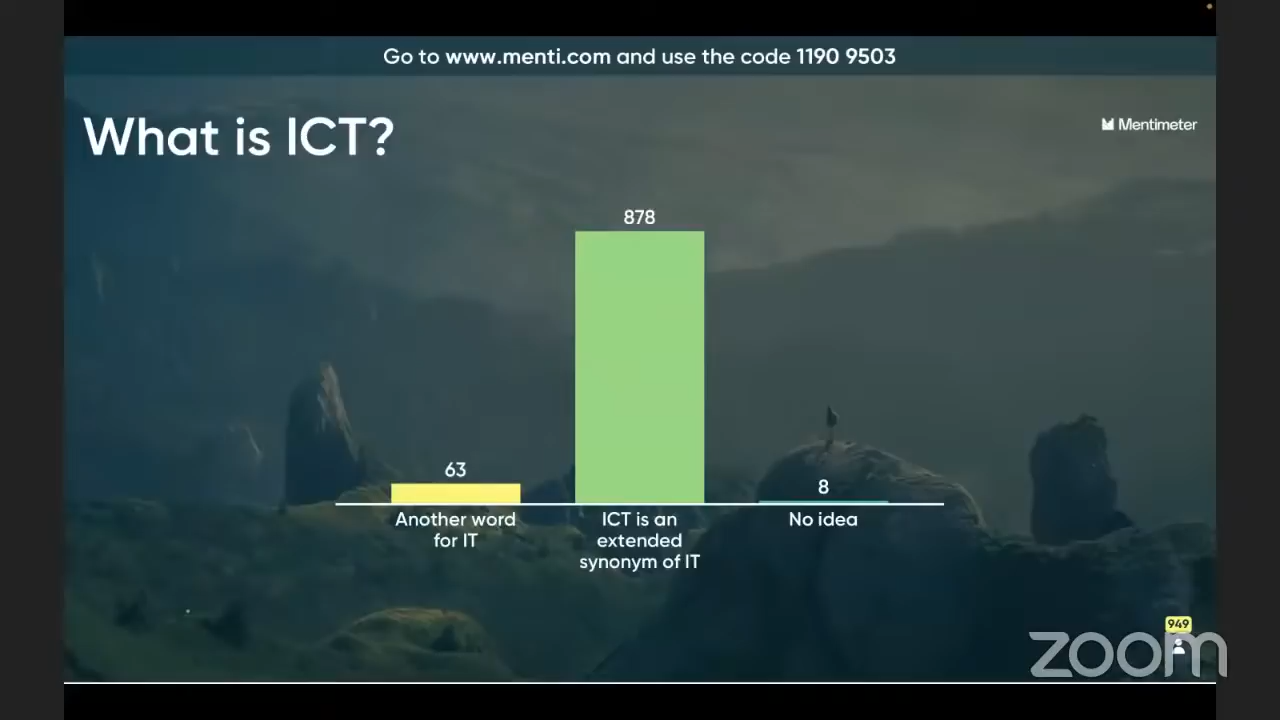 Go to www.menti.com and use the code 1190 9503
What is ICT?
Mentimeter
878
63
8
Another word
for IT
ICT is an
extended
synonym of IT
No idea
949
zoom